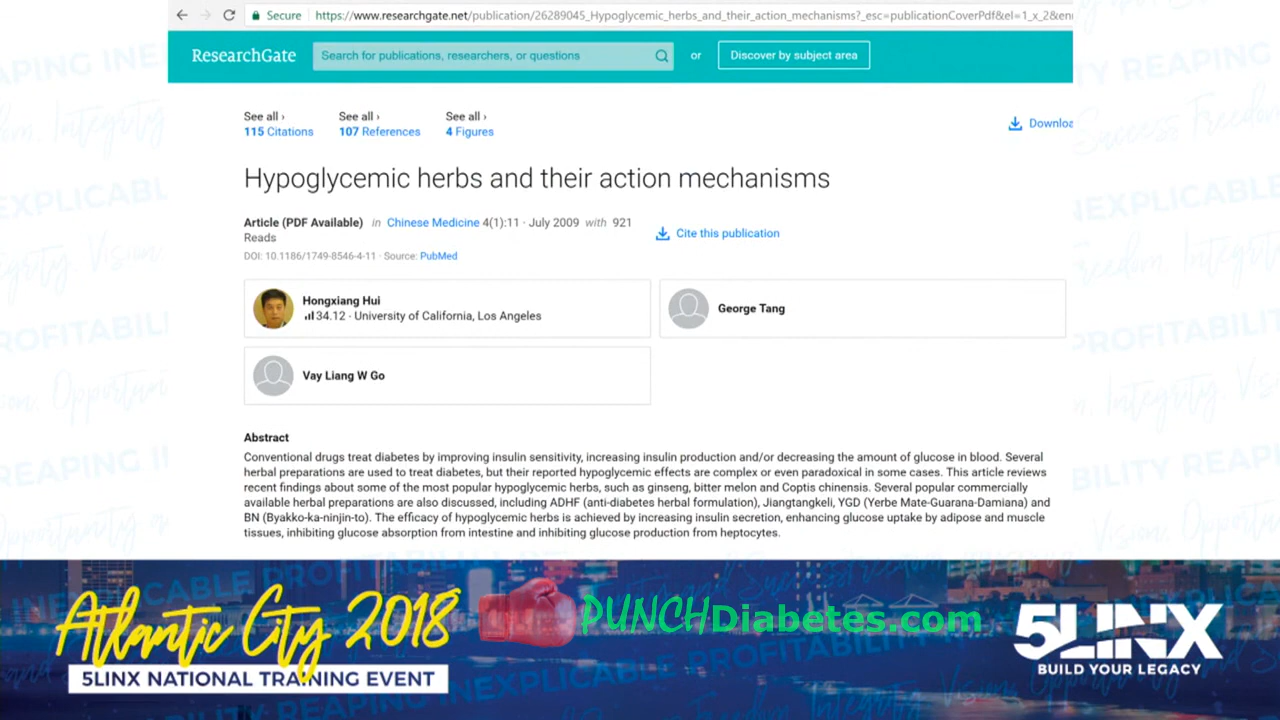 Secure
https://www.researchgate.net/publication/26289045_Hypoglycemic_herbs_and_their_action_mechanisms?_esc=publicationCoverPdf&el=1_x_2&enr
ResearchGate
Search for publications, researchers, or questions
or
Discover by subject area
See all ›
See all ›
See all ›
115 Citations
107 References
4 Figures
Downloa
Hypoglycemic herbs and their action mechanisms
Article (PDF Available) in Chinese Medicine 4(1):11 · July 2009 with 921
Reads
Cite this publication
DOI: 10.1186/1749-8546-4-11 · Source: PubMed
Hongxiang Hui
34.12 · University of California, Los Angeles
George Tang
Vay Liang W Go
Abstract
Conventional drugs treat diabetes by improving insulin sensitivity, increasing insulin production and/or decreasing the amount of glucose in blood. Several
herbal preparations are used to treat diabetes, but their reported hypoglycemic effects are complex or even paradoxical in some cases. This article reviews
recent findings about some of the most popular hypoglycemic herbs, such as ginseng, bitter melon and Coptis chinensis. Several popular commercially
available herbal preparations are also discussed, including ADHF (anti-diabetes herbal formulation), Jiangtangkeli, YGD (Yerbe Mate-Guarana-Damiana) and
BN (Byakko-ka-ninjin-to). The efficacy of hypoglycemic herbs is achieved by increasing insulin secretion, enhancing glucose uptake by adipose and muscle
tissues, inhibiting glucose absorption from intestine and inhibiting glucose production from heptocytes.
Atlantic City 2018
5LINX NATIONAL TRAINING EVENT
PUNCHDiabetes.com
5LINX
BUILD YOUR LEGACY